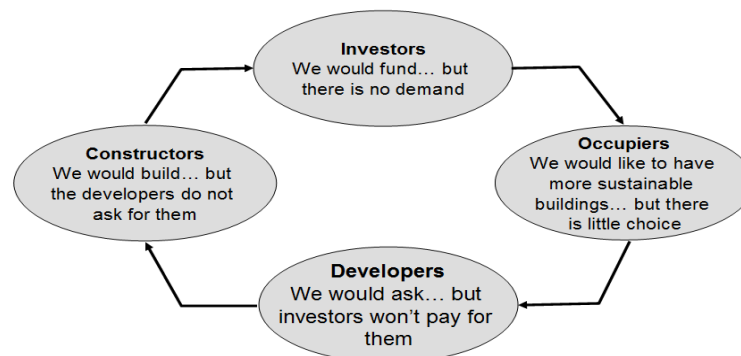 Investors
We would fund… but
there is no demand
Occupiers
We would like to have
more sustainable
buildings… but there
is little choice
Developers
We would ask… but
investors won’t pay for
them
Constructors
We would build… but
the developers do not
ask for them